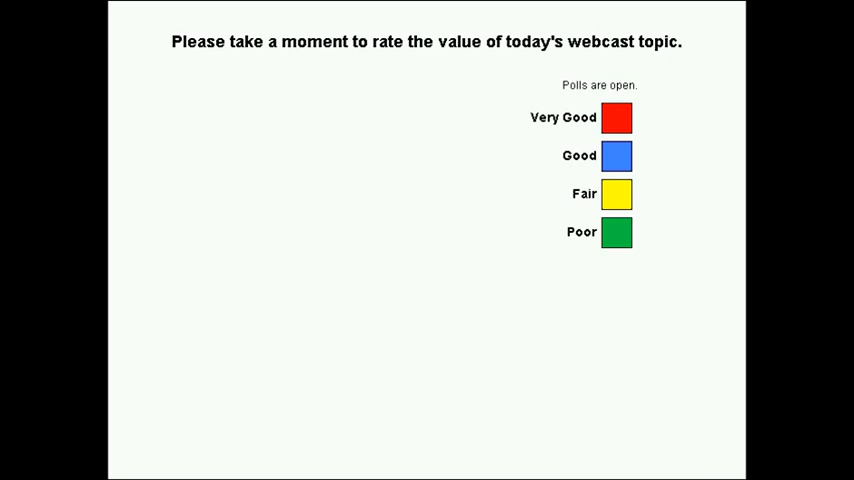 Please take a moment to rate the value of today's webcast topic.
Polls are open.
Very Good
Good
Fair
Poor